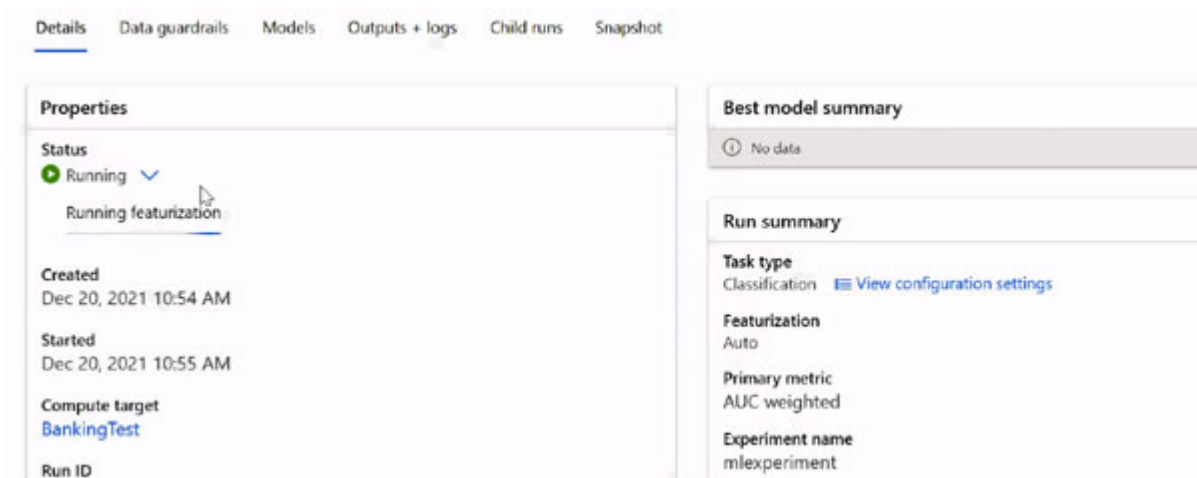 Details Data guardrails Models Outputs + logs Child runs Snapshot
Properties
Status
Running
Running featurization
Created
Dec 20, 2021 10:54 AM
Started
Dec 20, 2021 10:55 AM
Compute target
BankingTest
Run ID
Best model summary
No data
Run summary
Task type
Classification View configuration settings
Featurization
Auto
Primary metric
AUC weighted
Experiment name
mlexperiment